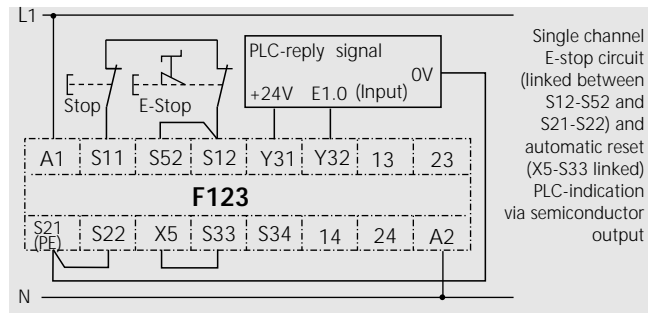 L1
PLC-reply signal
0V
+24V E1.0 (Input)
Stop E-Stop
A1 S11 S52 S12 Y31 Y32 13 23
F123
S21 (PE) S22 X5 S33 S34 14 24 A2
N
Single channel
E-stop circuit
(linked between
S12-S52 and
S21-S22) and
automatic reset
(X5-S33 linked)
PLC-indication
via semiconductor
output